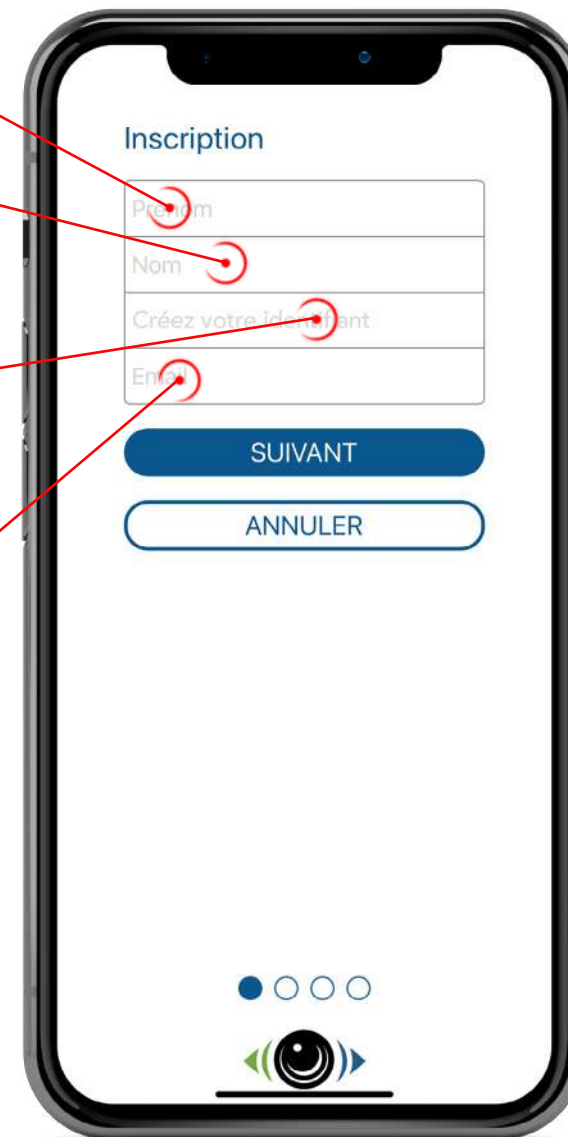 Inscription
Prénom
Nom
Créez votre identifiant
Email
SUIVANT
ANNULER